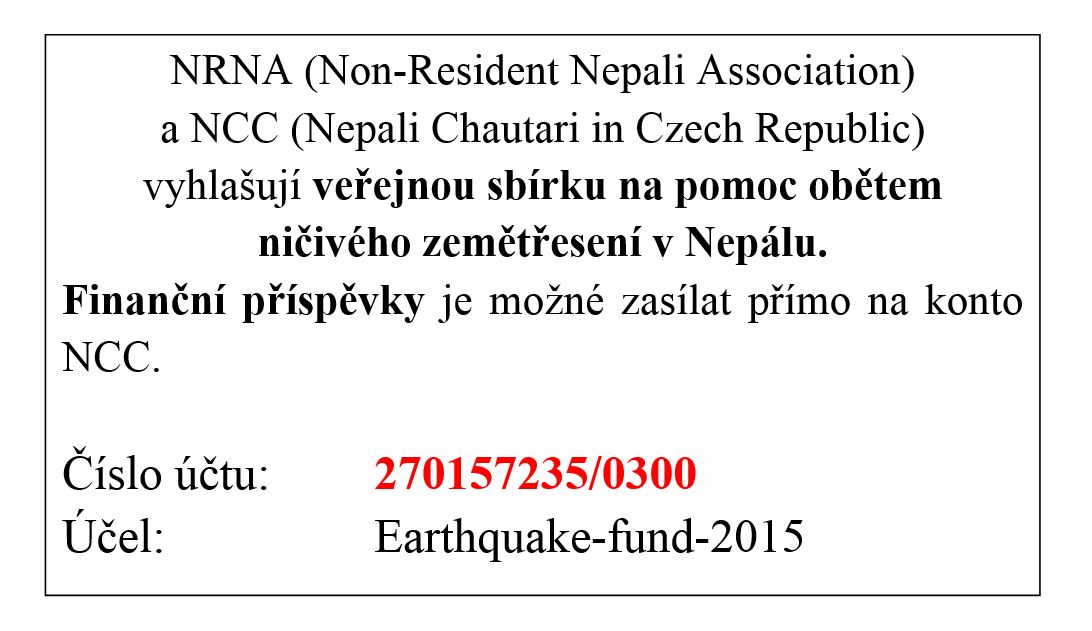 NRNA (Non-Resident Nepali Association)
a NCC (Nepali Chautari in Czech Republic)
vyhlašují veřejnou sbírku na pomoc obětem
ničivého zemětřesení v Nepálu.
Finanční příspěvky je možné zasílat přímo na konto
NCC.
Číslo účtu: 270157235/0300
Účel: Earthquake-fund-2015